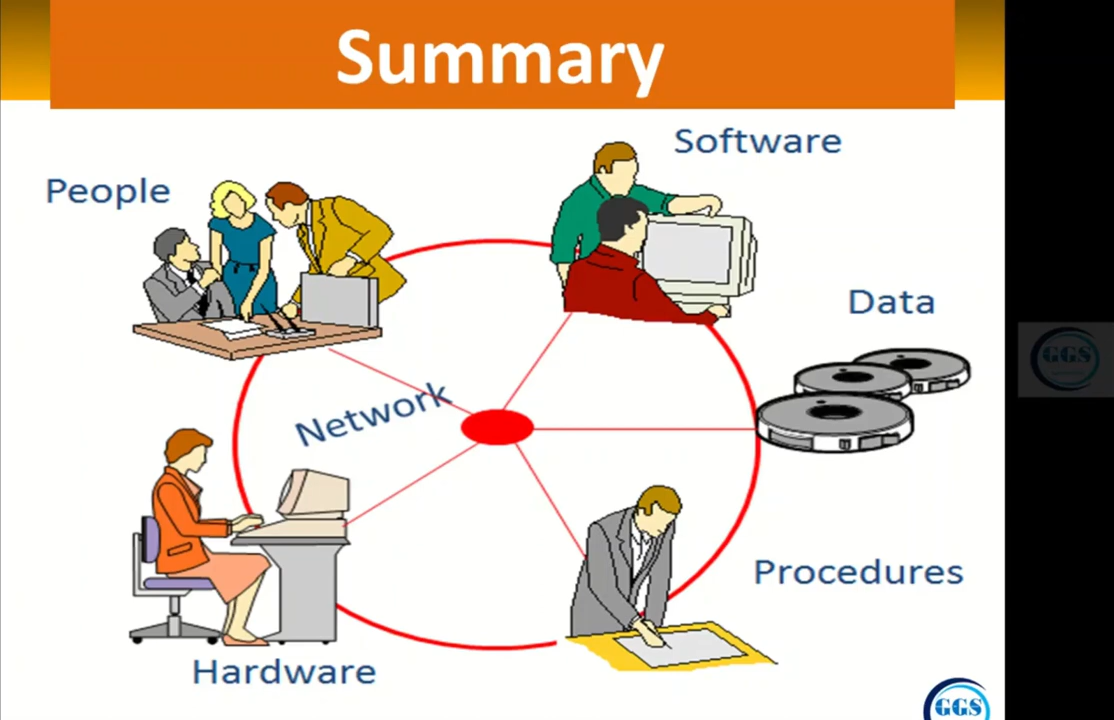 Summary
Software
People
Data
Network
Procedures
Hardware
GGS
GGS